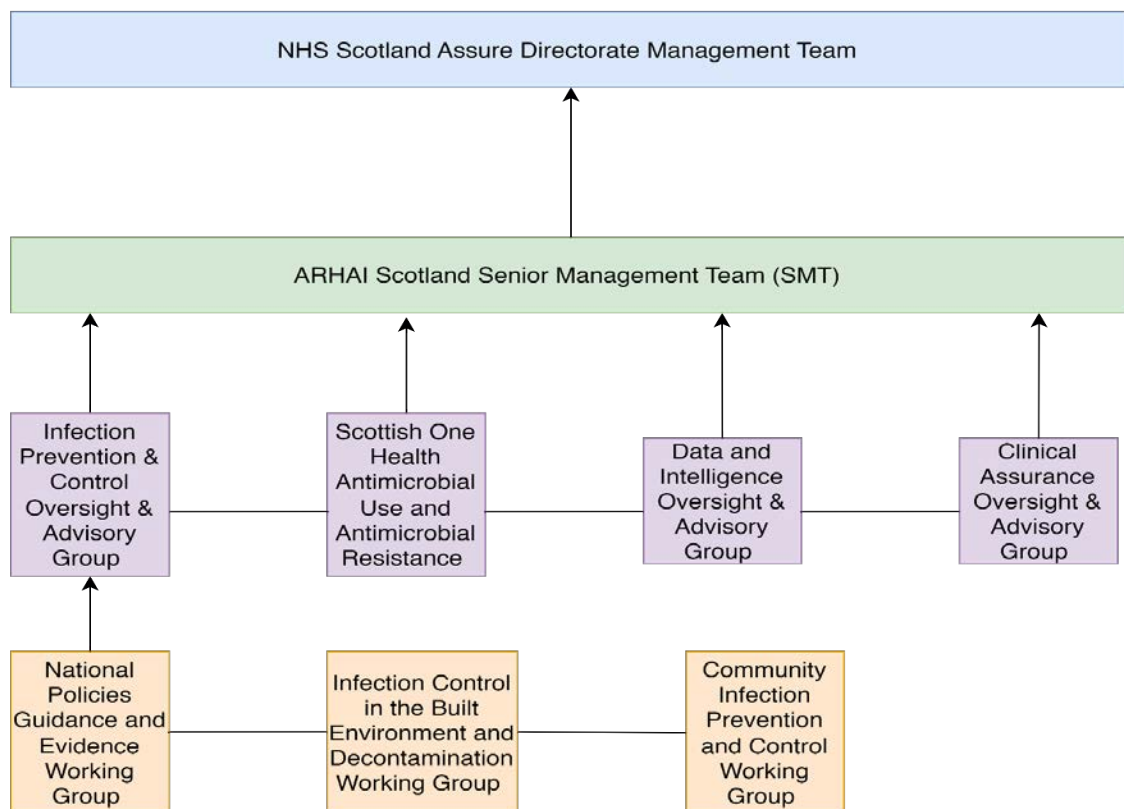 NHS Scotland Assure Directorate Management Team
ARHAI Scotland Senior Management Team (SMT)
Infection
Prevention &
Control
Oversight &
Advisory
Group
Scottish One
Health
Antimicrobial
Use and
Antimicrobial
Resistance
Data and
Intelligence
Oversight &
Advisory
Group
Clinical
Assurance
Oversight &
Advisory
Group
National
Policies
Guidance and
Evidence
Working
Group
Infection Control
in the Built
Environment and
Decontamination
Working Group
Community
Infection
Prevention
and Control
Working
Group